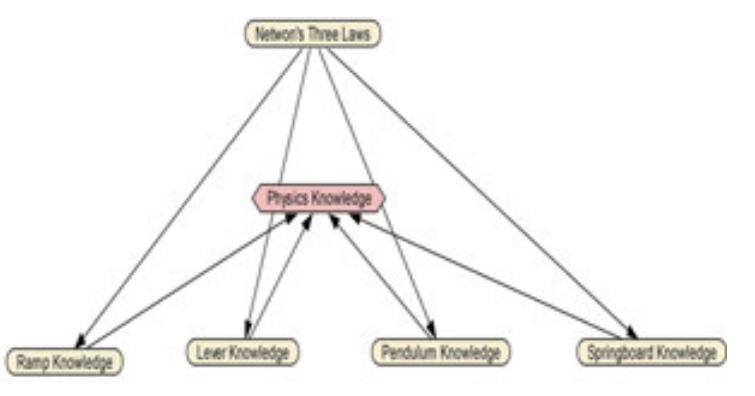 Netwon's Three Laws
Physics Knowledge
Ramp Knowledge
Lever Knowledge
Pendulum Knowledge
Springboard Knowledge